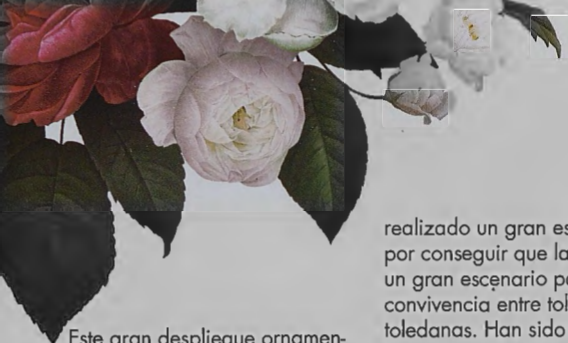 Este gran despliegue ornamen-
realizado un gran es
por conseguir que la
un gran escenario p
convivencia entre tol
toledanas. Han sido